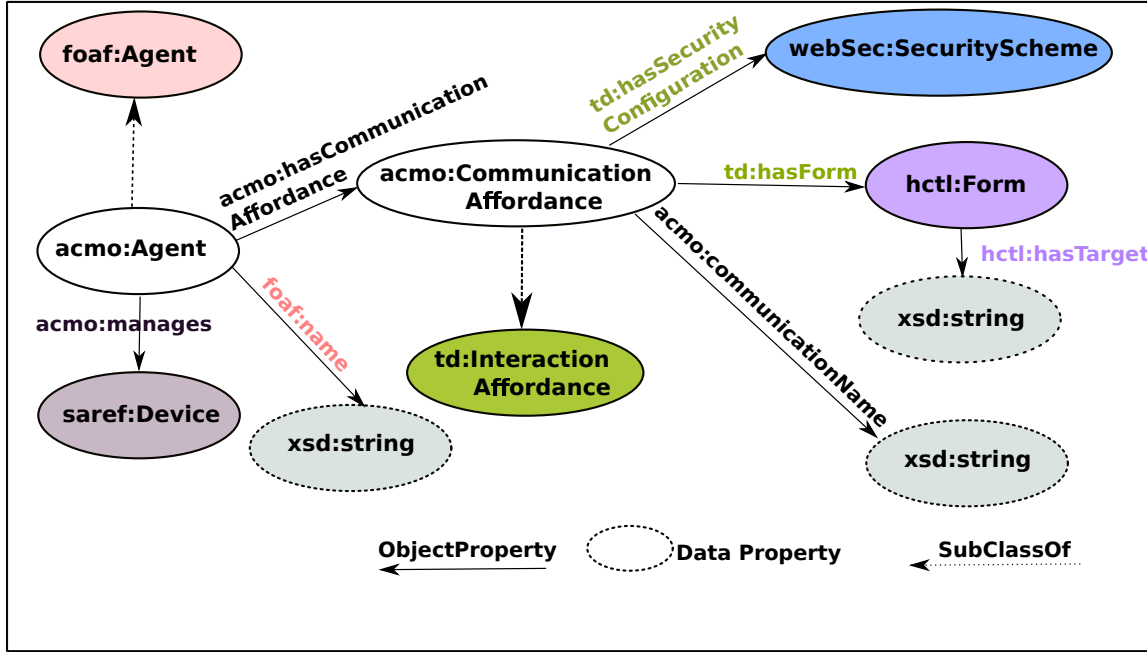 foaf:Agent
webSec:SecurityScheme
td:hasSecurity
Configuration
acmo:hasCommunication
Affordance
acmo:Communication
Affordance
td:hasForm
hctl:Form
acmo:Agent
hctl:hasTarget
acmo:communicationName
foaf:name
acmo:manages
xsd:string
td:Interaction
Affordance
saref:Device
xsd:string
xsd:string
ObjectProperty
Data Property
SubClassOf